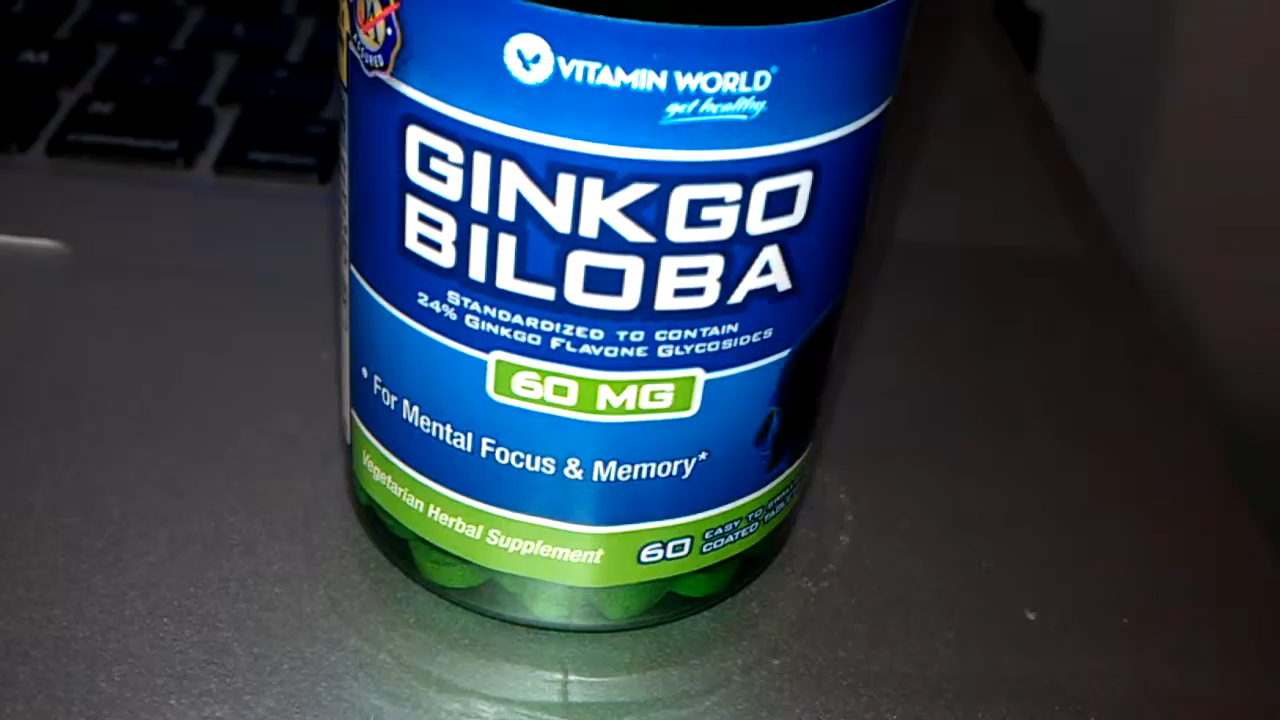 VITAMIN WORLD®
get healthy.
GINKGO
BILOBA
STANDARDIZED TO CONTAIN
24% GINKGO FLAVONE GLYCOSIDES
60 MG
• For Mental Focus & Memory*
Vegetarian Herbal Supplement
60 EASY TO
COATED